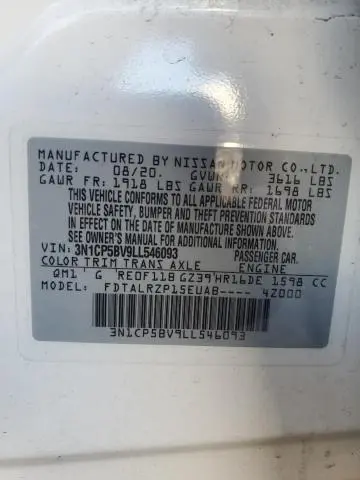 MANUFACTURED BY NISSAN MOTOR CO., LTD.
DATE: 08/20. GVWR: 3616 LBS
GAWR FR: 1918 LBS GAWR RR: 1698 LBS
THIS VEHICLE CONFORMS TO ALL APPLICABLE FEDERAL MOTOR
VEHICLE SAFETY, BUMPER AND THEFT PREVENTION STANDARDS
IN EFFECT ON THE DATE OF MANUFACTURE SHOWN ABOVE.
SEE OWNER'S MANUAL FOR ADDITIONAL INFORMATION
VIN: 3N1CP5BV9LL546093 PASSENGER CAR.
COLOR TRIM TRANS AXLE ENGINE
QM1 G RE0F11B GZ39 HR16DE 1598 CC
MODEL: FDTALRZP15EUAB---- 4Z000
3N1CP5BV9LL546093